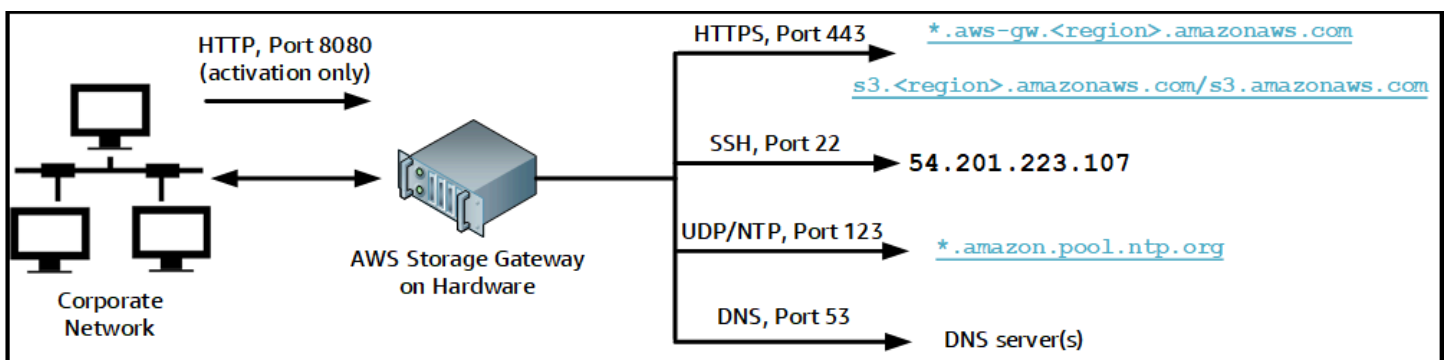 HTTP, Port 8080
(activation only)
Corporate
Network
AWS Storage Gateway
on Hardware
HTTPS, Port 443
*.aws-gw.<region>.amazonaws.com
s3.<region>.amazonaws.com/s3.amazonaws.com
SSH, Port 22
54.201.223.107
UDP/NTP, Port 123
*.amazon.pool.ntp.org
DNS, Port 53
DNS server(s)